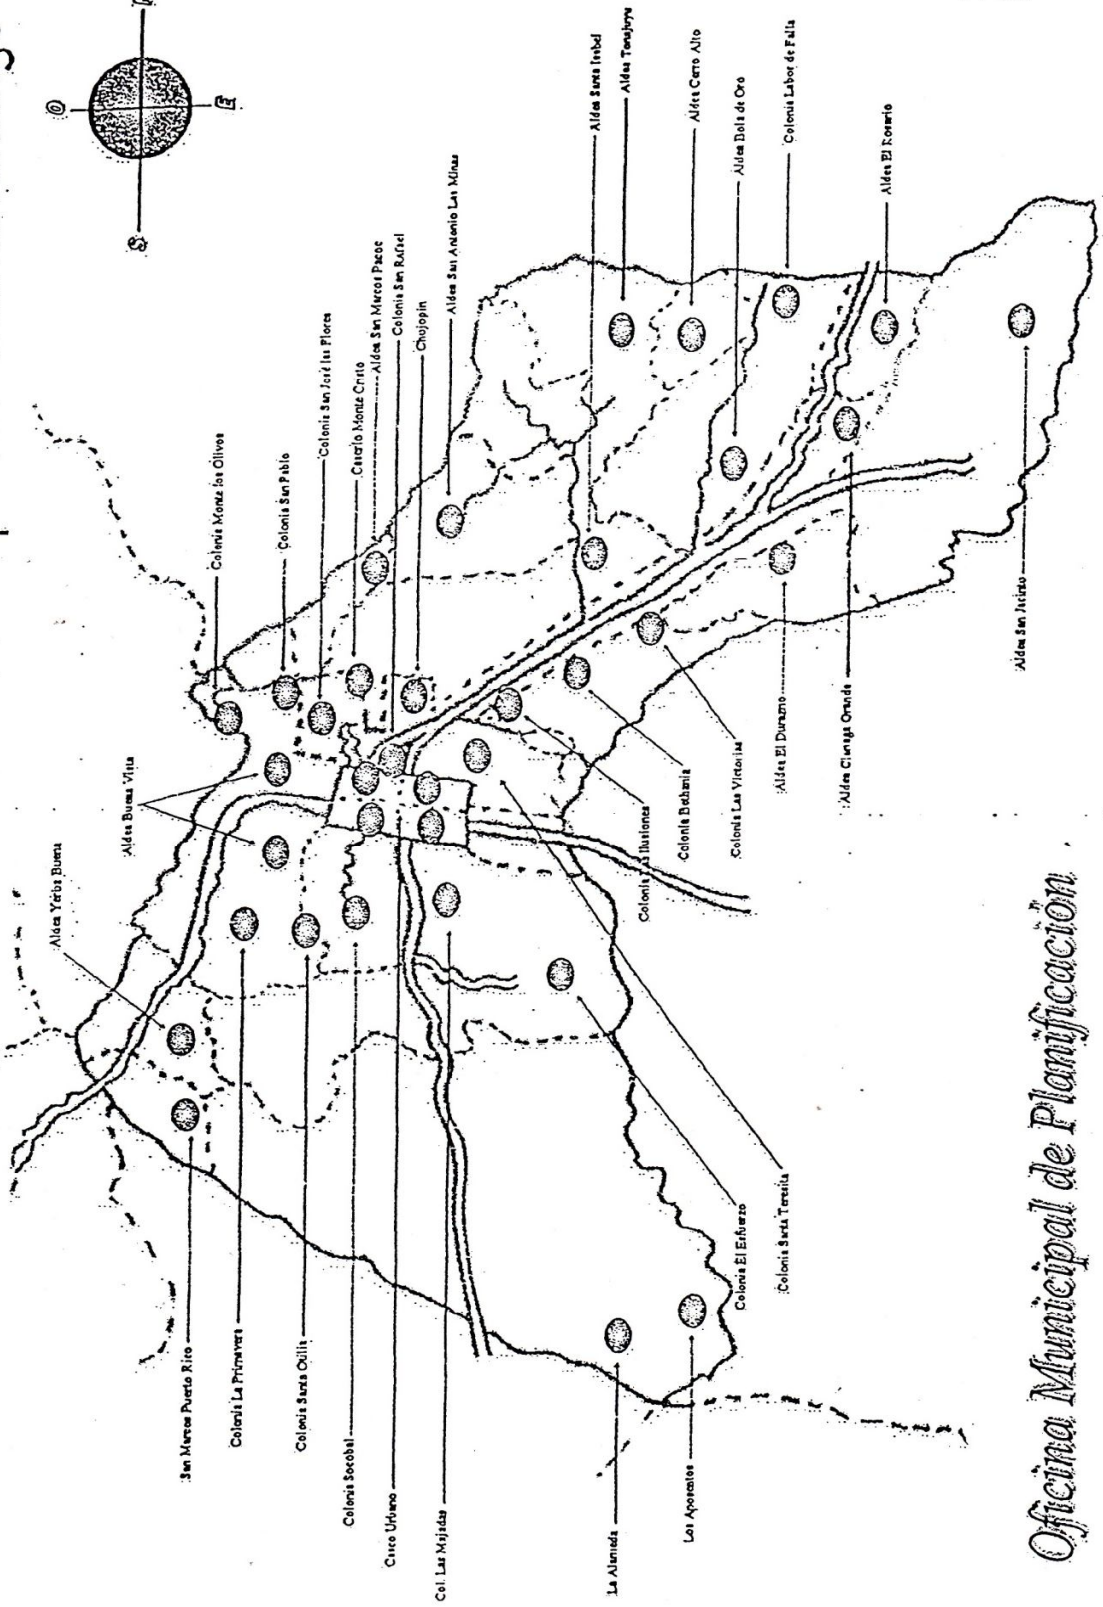 O
E
S
Aldea Yerba Buena
Aldea Buena Vista
Colonia Monte los Olivos
Colonia San Pablo
Colonia San José las Flores
Caserío Monte Cristo
Aldea San Marcos Pacoc
Colonia San Rafael
Chujopin
Aldea San Antonio Las Minas
Aldea Santa Isabel
Aldea Tonajuyu
Aldea Cerro Alto
Aldea Bola de Oro
Colonia Labor de Falla
Aldea El Rosario
San Marcos Puerto Rico
Colonia La Primavera
Colonia Santa Otilia
Colonia Socobal
Casco Urbano
Col. Las Majadas
La Alameda
Los Aposentos
Colonia El Esfuerzo
Colonia Santa Teresita
Colonia Las Ilusiones
Colonia Bethania
Colonia Las Victorias
Aldea El Durazno
Aldea Cienaga Grande
Aldea San Jacinto
Oficina Municipal de Planificación